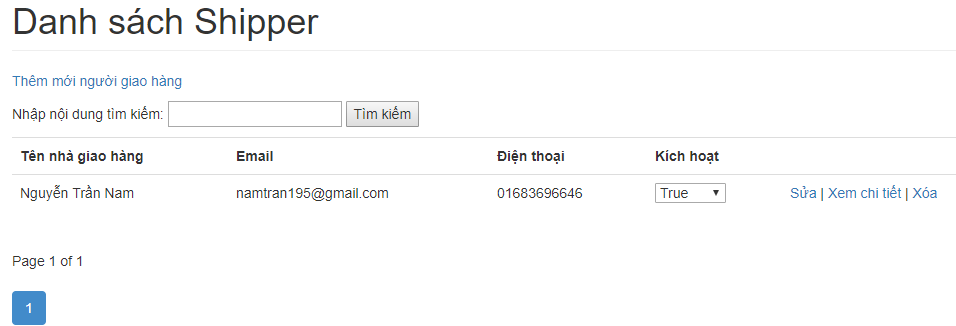 Danh sách Shipper
Thêm mới người giao hàng
Nhập nội dung tìm kiếm: Tìm kiếm
Tên nhà giao hàng Email Điện thoại Kích hoạt
Nguyễn Trần Nam namtran195@gmail.com 01683696646 True Sửa | Xem chi tiết | Xóa
Page 1 of 1
1